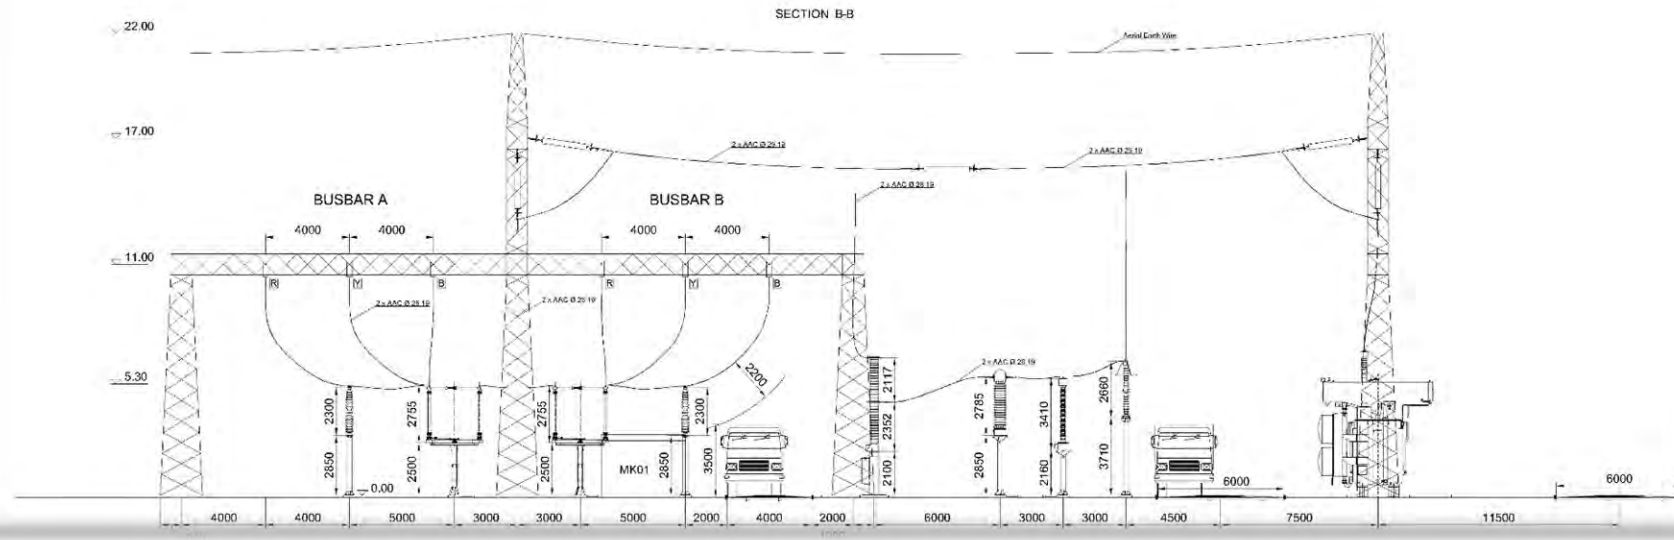 SECTION B-B
22.00
Aerial Earth Wire
17.00
2 x AAC Ø 29.19
2 x AAC Ø 29.19
2 x AAC Ø 29.19
BUSBAR A
BUSBAR B
4000
4000
4000
4000
11.00
R
Y
B
R
Y
B
2 x AAC Ø 29.19
2 x AAC Ø 29.19
2 x AAC Ø 29.19
5.30
2200
2300
2755
2755
2300
2117
2785
3410
2660
2352
2850
2500
2500
MK01
2850
3500
2100
2850
2160
3710
0.00
6000
6000
4000
4000
5000
3000
3000
5000
2000
4000
2000
6000
3000
3000
4500
7500
11500